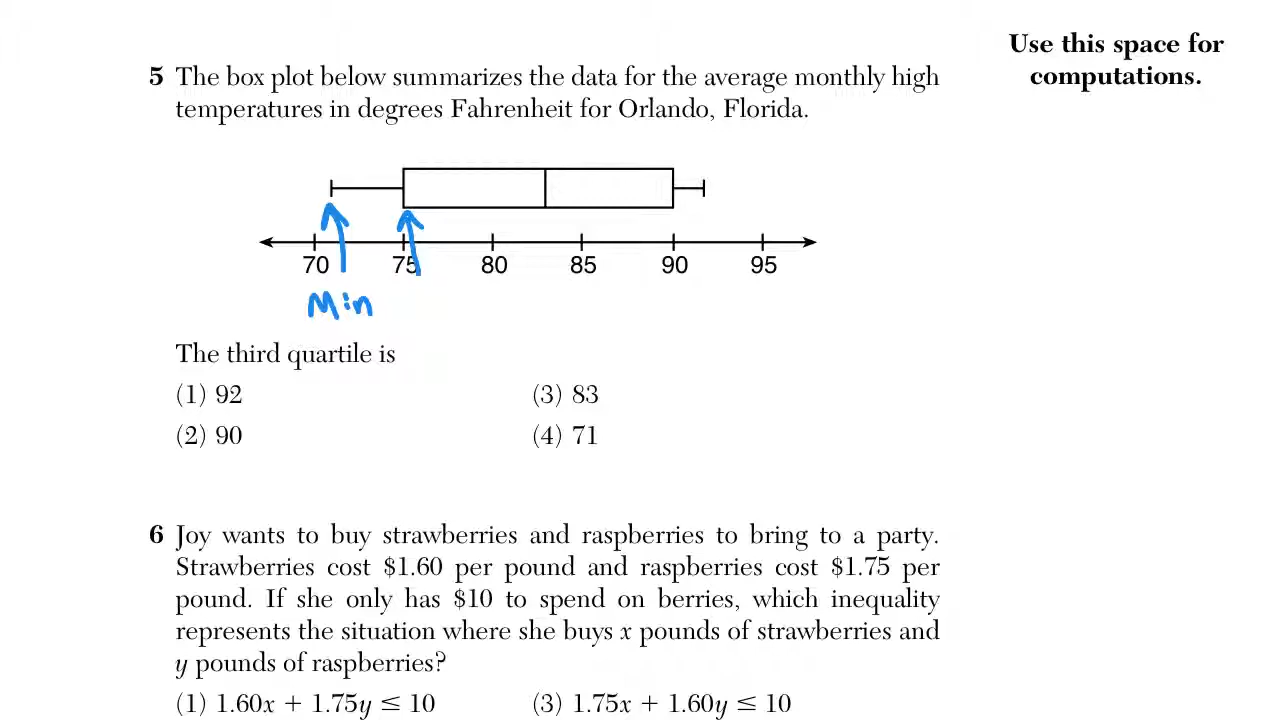 Use this space for
computations.
5 The box plot below summarizes the data for the average monthly high
temperatures in degrees Fahrenheit for Orlando, Florida.
70 75 80 85 90 95
Min
The third quartile is
(1) 92 (3) 83
(2) 90 (4) 71
6 Joy wants to buy strawberries and raspberries to bring to a party.
Strawberries cost $1.60 per pound and raspberries cost $1.75 per
pound. If she only has $10 to spend on berries, which inequality
represents the situation where she buys x pounds of strawberries and
y pounds of raspberries?
(1) 1.60x + 1.75y ≤ 10 (3) 1.75x + 1.60y ≤ 10